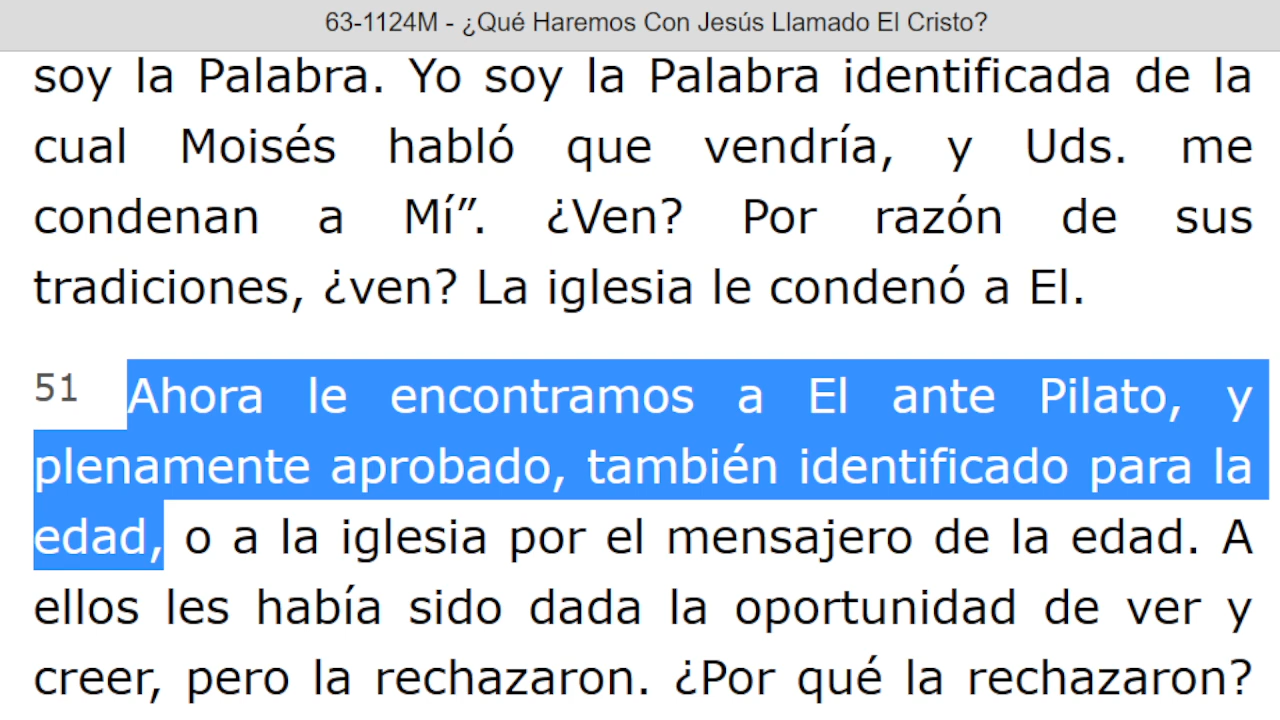 63-1124M - ¿Qué Haremos Con Jesús Llamado El Cristo?
soy la Palabra. Yo soy la Palabra identificada de la
cual Moisés habló que vendría, y Uds. me
condenan a Mí”. ¿Ven? Por razón de sus
tradiciones, ¿ven? La iglesia le condenó a El.
51 Ahora le encontramos a El ante Pilato, y
plenamente aprobado, también identificado para la
edad, o a la iglesia por el mensajero de la edad. A
ellos les había sido dada la oportunidad de ver y
creer, pero la rechazaron. ¿Por qué la rechazaron?